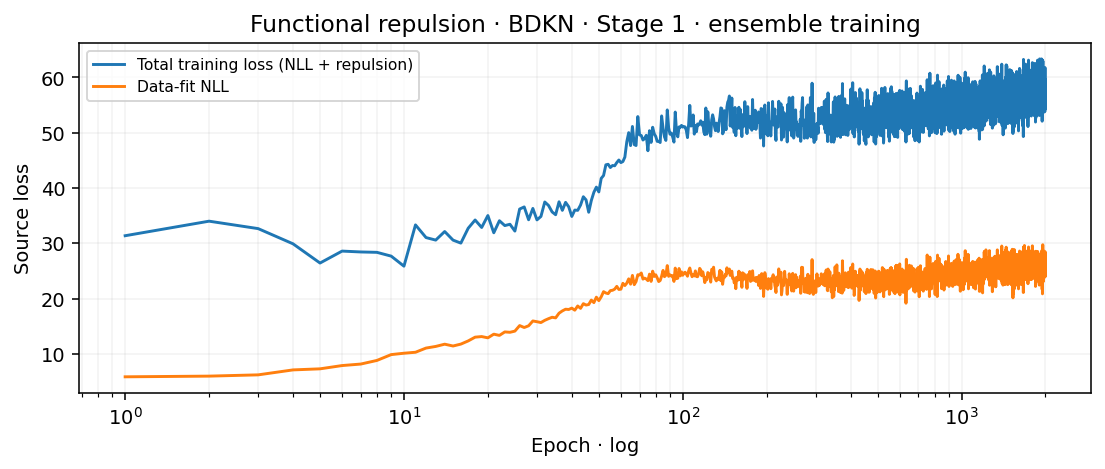 Functional repulsion · BDKN · Stage 1 · ensemble training
Total training loss (NLL + repulsion)
Data-fit NLL
Source loss
60
50
40
30
20
10
10⁰ 10¹ 10² 10³
Epoch · log